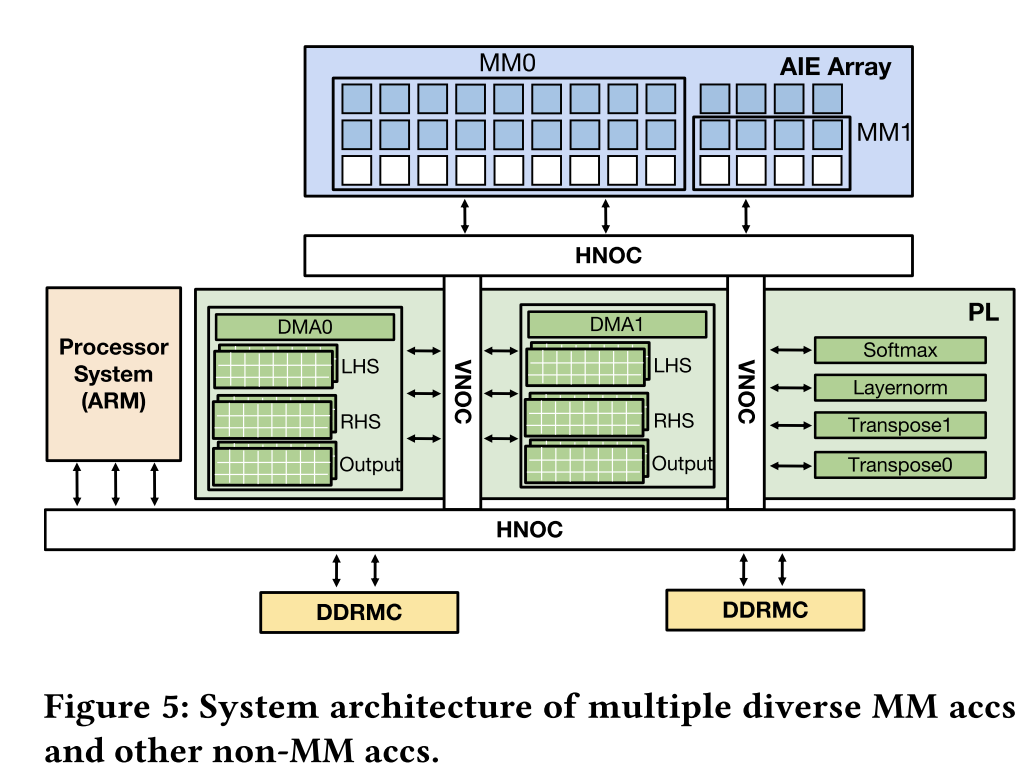 MM0
AIE Array
MM1
HNOC
Processor
System
(ARM)
PL
DMA0
LHS
RHS
Output
VNOC
DMA1
LHS
RHS
Output
VNOC
Softmax
Layernorm
Transpose1
Transpose0
HNOC
DDRMC
DDRMC
Figure 5: System architecture of multiple diverse MM accs
and other non-MM accs.